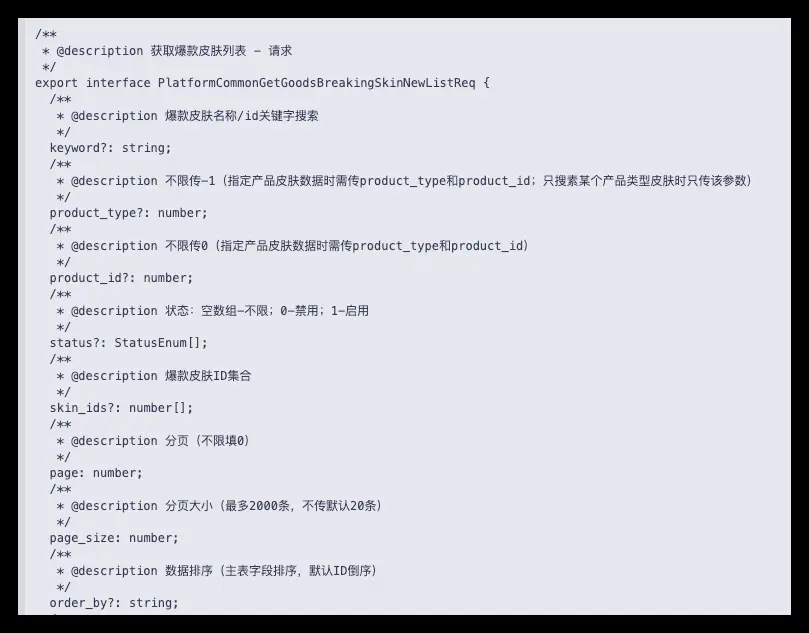 /**
 * @description 获取爆款皮肤列表 - 请求
 */
export interface PlatformCommonGetGoodsBreakingSkinNewListReq {
  /**
   * @description 爆款皮肤名称/id关键字搜索
   */
  keyword?: string;
  /**
   * @description 不限传-1（指定产品皮肤数据时需传product_type和product_id；只搜素某个产品类型皮肤时只传该参数）
   */
  product_type?: number;
  /**
   * @description 不限传0（指定产品皮肤数据时需传product_type和product_id）
   */
  product_id?: number;
  /**
   * @description 状态：空数组-不限；0-禁用；1-启用
   */
  status?: StatusEnum[];
  /**
   * @description 爆款皮肤ID集合
   */
  skin_ids?: number[];
  /**
   * @description 分页（不限填0）
   */
  page: number;
  /**
   * @description 分页大小（最多2000条，不传默认20条）
   */
  page_size: number;
  /**
   * @description 数据排序（主表字段排序，默认ID倒序）
   */
  order_by?: string;